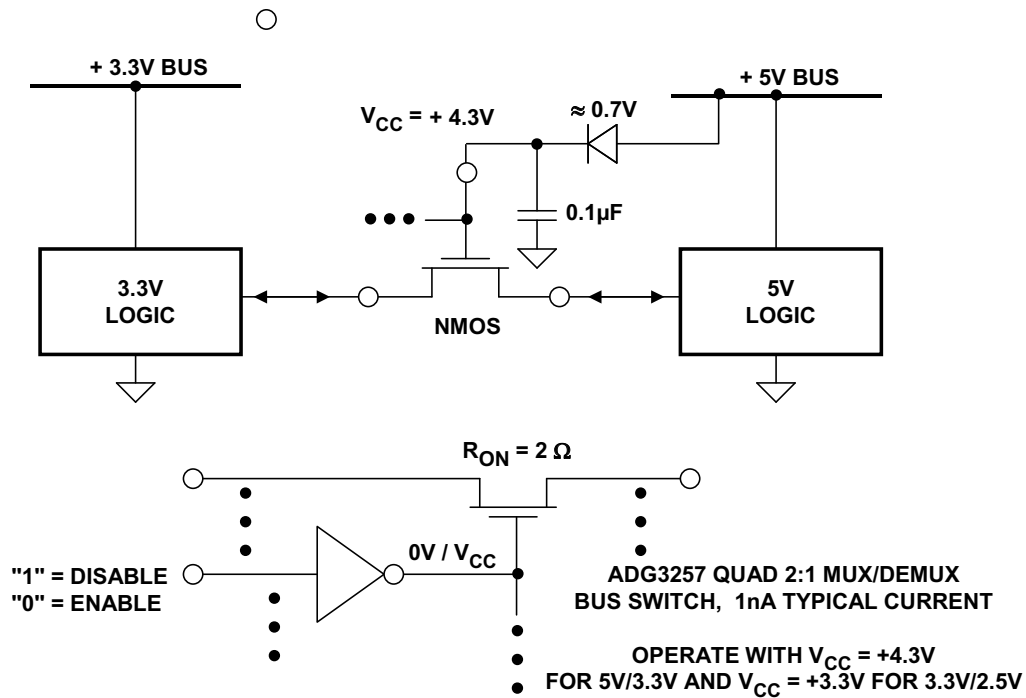 + 3.3V BUS
+ 5V BUS
V_CC = + 4.3V
≈ 0.7V
0.1µF
3.3V
LOGIC
NMOS
5V
LOGIC
R_ON = 2 Ω
0V / V_CC
"1" = DISABLE
"0" = ENABLE
ADG3257 QUAD 2:1 MUX/DEMUX
BUS SWITCH, 1nA TYPICAL CURRENT
OPERATE WITH V_CC = +4.3V
FOR 5V/3.3V AND V_CC = +3.3V FOR 3.3V/2.5V